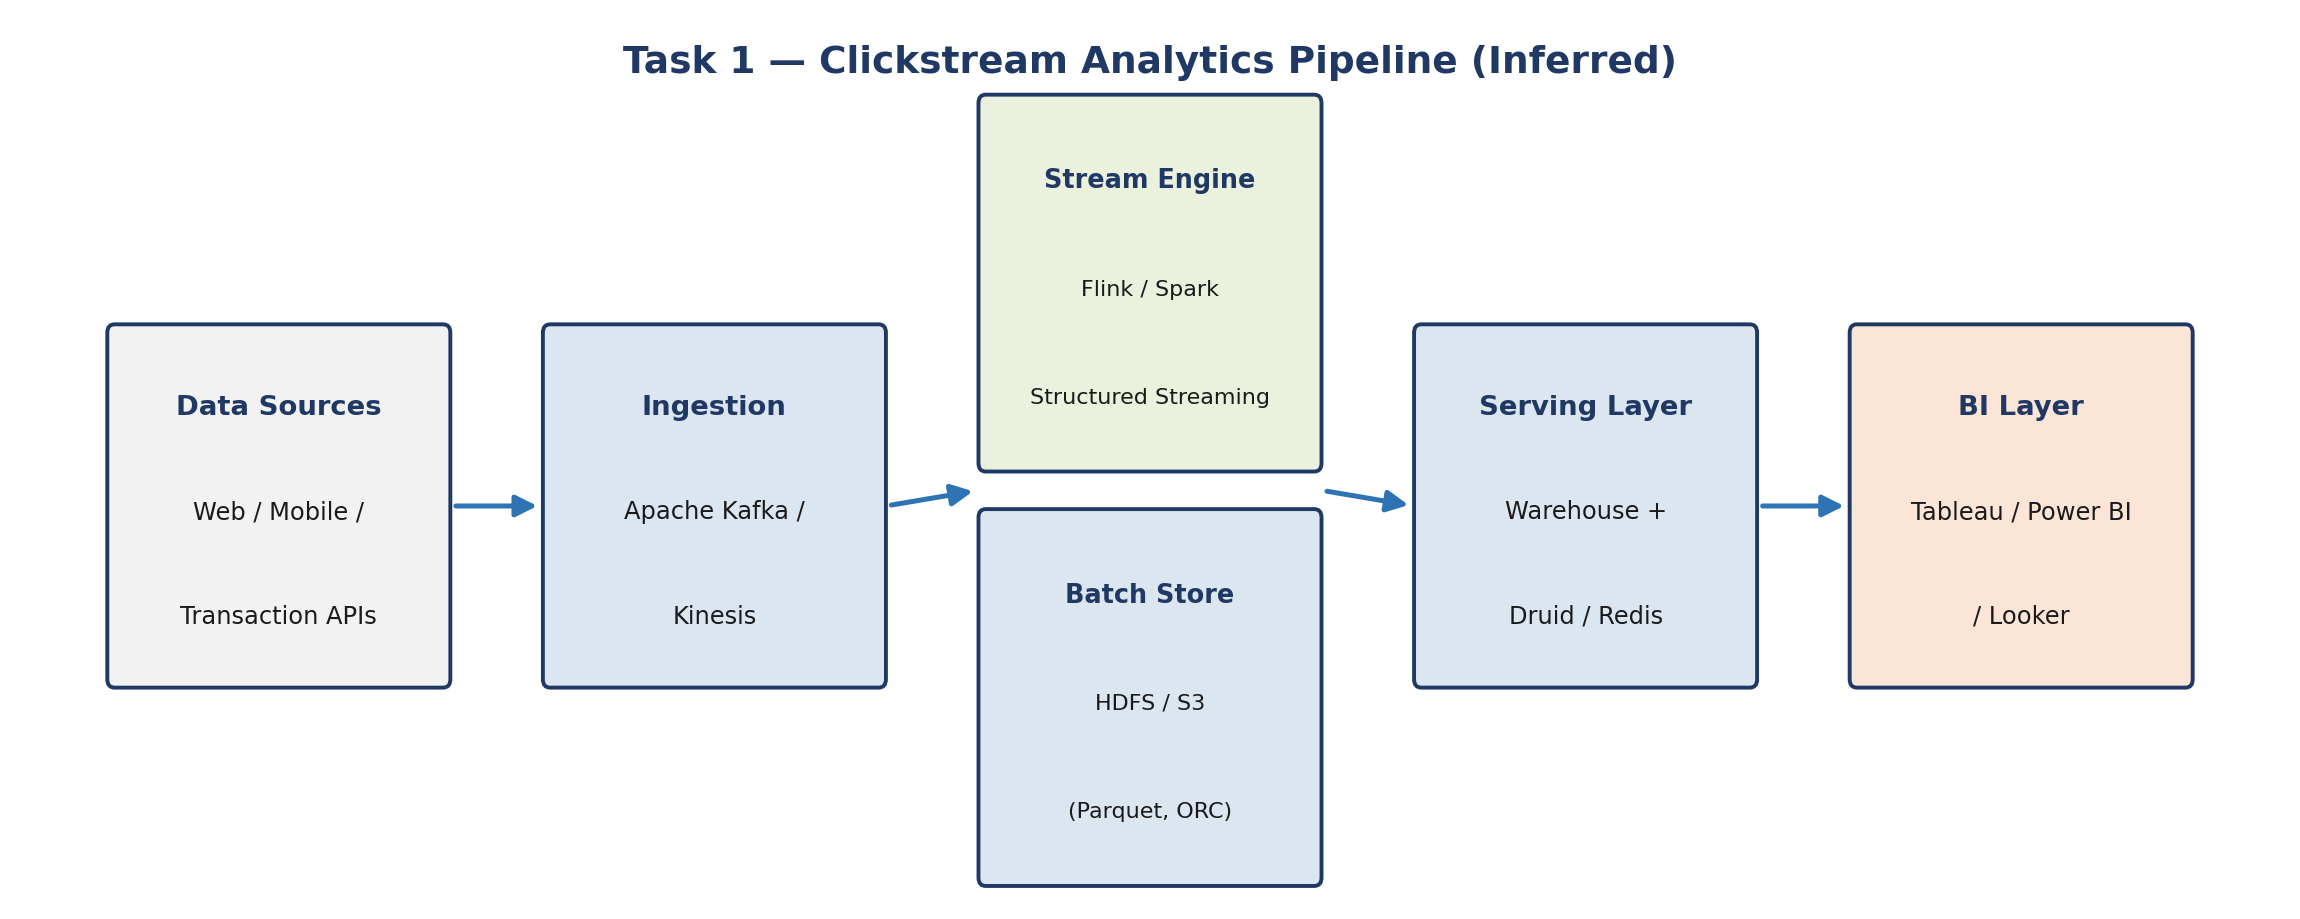 Task 1 — Clickstream Analytics Pipeline (Inferred)
Data Sources
Web / Mobile /
Transaction APIs
Ingestion
Apache Kafka /
Kinesis
Stream Engine
Flink / Spark
Structured Streaming
Batch Store
HDFS / S3
(Parquet, ORC)
Serving Layer
Warehouse +
Druid / Redis
BI Layer
Tableau / Power BI
/ Looker